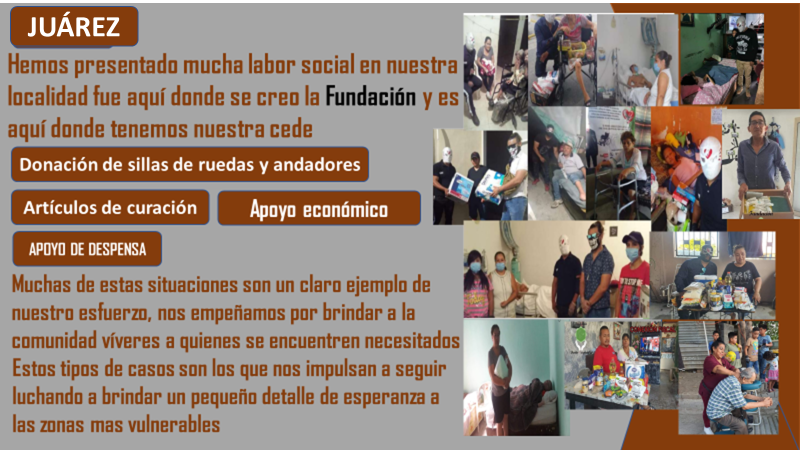 JUÁREZ
Hemos presentado mucha labor social en nuestra
localidad fue aquí donde se creo la Fundación y es
aquí donde tenemos nuestra cede
Donación de sillas de ruedas y andadores
Artículos de curación
Apoyo económico
APOYO DE DESPENSA
Muchas de estas situaciones son un claro ejemplo de
nuestro esfuerzo, nos empeñamos por brindar a la
comunidad víveres a quienes se encuentren necesitados
Estos tipos de casos son los que nos impulsan a seguir
luchando a brindar un pequeño detalle de esperanza a
las zonas mas vulnerables